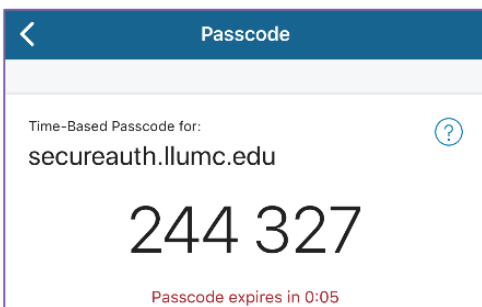 Passcode
Time-Based Passcode for:
secureauth.llumc.edu
244 327
Passcode expires in 0:05